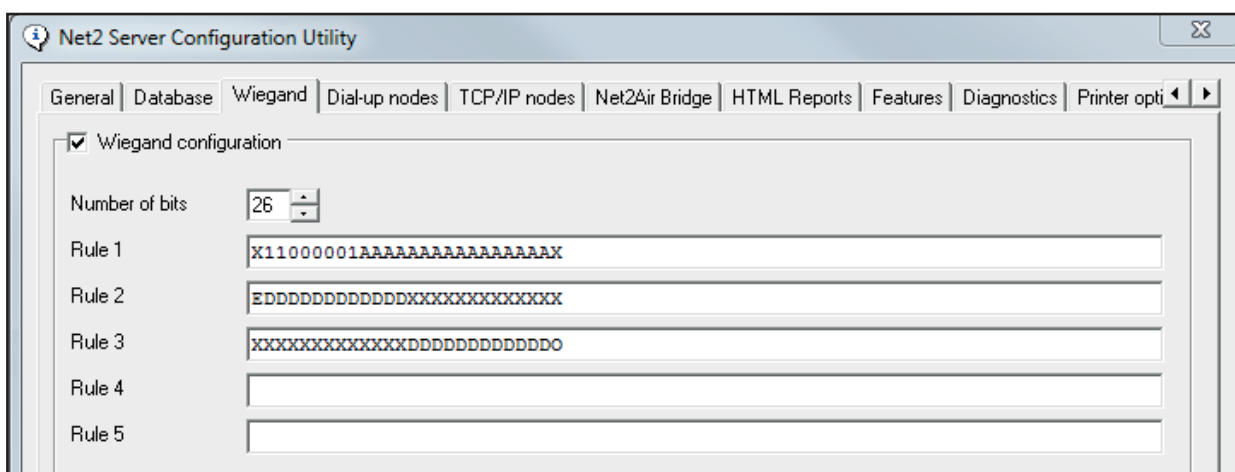 Net2 Server Configuration Utility
General Database Wiegand Dial-up nodes TCP/IP nodes Net2Air Bridge HTML Reports Features Diagnostics Printer opti
Wiegand configuration
Number of bits 26
Rule 1 X11000001AAAAAAAAAAAAAAAAX
Rule 2 EDDDDDDDDDDDDXXXXXXXXXXXXX
Rule 3 XXXXXXXXXXXXXDDDDDDDDDDDDO
Rule 4
Rule 5